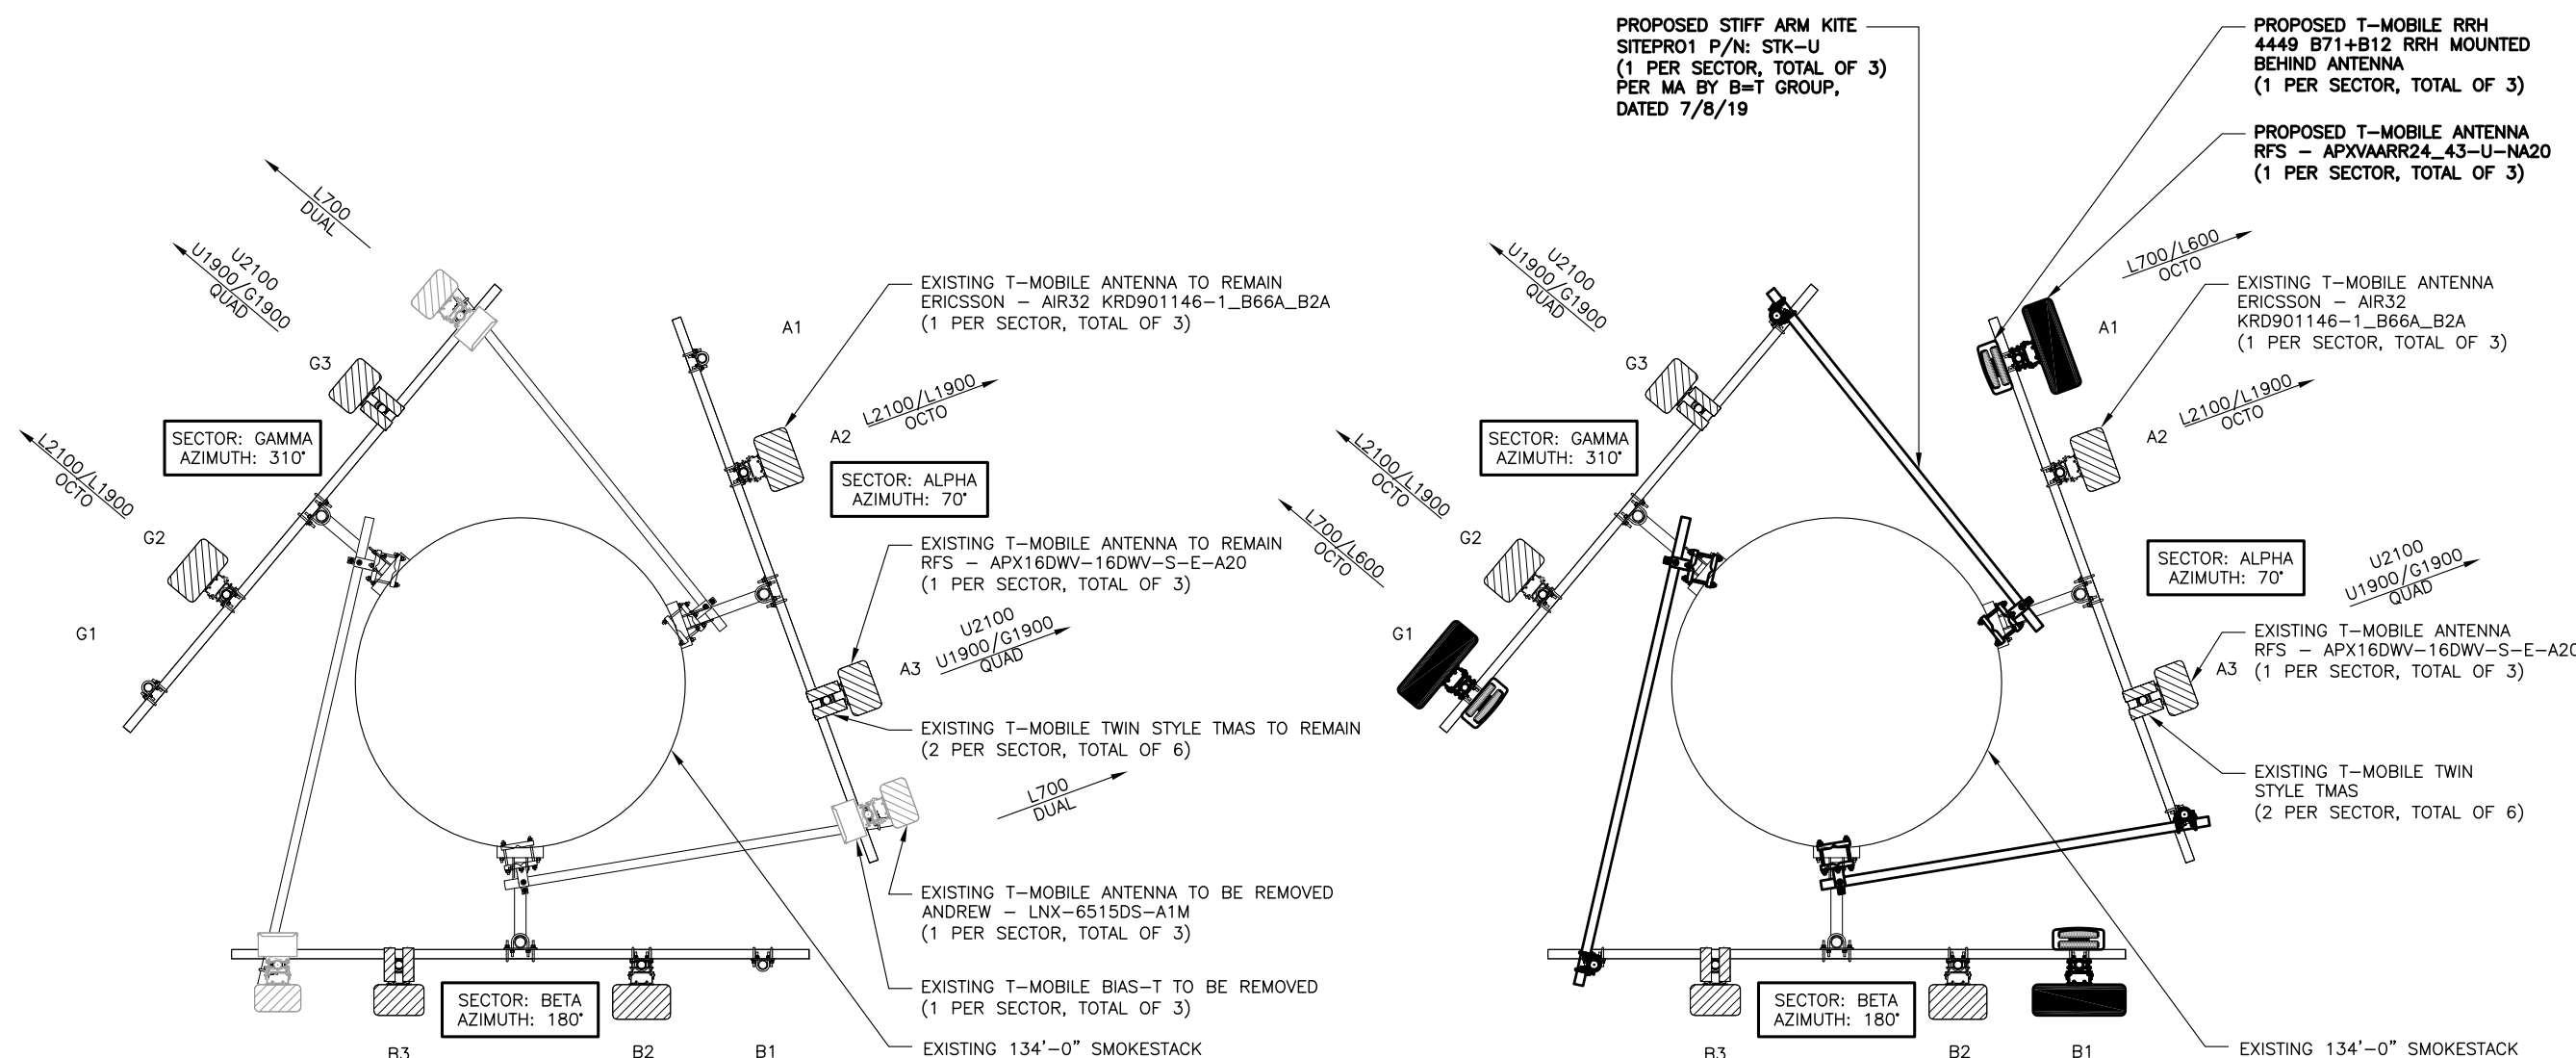 L700
DUAL
U2100
U1900/G1900
QUAD
L2100/L1900
OCTO
G3
G2
G1
SECTOR: GAMMA
AZIMUTH: 310°
A1
EXISTING T-MOBILE ANTENNA TO REMAIN
ERICSSON - AIR32 KRD901146-1_B66A_B2A
(1 PER SECTOR, TOTAL OF 3)
L2100/L1900
OCTO
A2
SECTOR: ALPHA
AZIMUTH: 70°
EXISTING T-MOBILE ANTENNA TO REMAIN
RFS - APX16DWV-16DWV-S-E-A20
(1 PER SECTOR, TOTAL OF 3)
U2100
U1900/G1900
QUAD
A3
EXISTING T-MOBILE TWIN STYLE TMAS TO REMAIN
(2 PER SECTOR, TOTAL OF 6)
L700
DUAL
EXISTING T-MOBILE ANTENNA TO BE REMOVED
ANDREW - LNX-6515DS-A1M
(1 PER SECTOR, TOTAL OF 3)
EXISTING T-MOBILE BIAS-T TO BE REMOVED
(1 PER SECTOR, TOTAL OF 3)
SECTOR: BETA
AZIMUTH: 180°
B3
B2
B1
EXISTING 134'-0" SMOKESTACK
PROPOSED STIFF ARM KITE
SITEPRO1 P/N: STK-U
(1 PER SECTOR, TOTAL OF 3)
PER MA BY B=T GROUP,
DATED 7/8/19
PROPOSED T-MOBILE RRH
4449 B71+B12 RRH MOUNTED
BEHIND ANTENNA
(1 PER SECTOR, TOTAL OF 3)
PROPOSED T-MOBILE ANTENNA
RFS - APXVAARR24_43-U-NA20
(1 PER SECTOR, TOTAL OF 3)
U2100
U1900/G1900
QUAD
L2100/L1900
OCTO
L700/L600
OCTO
G3
G2
G1
SECTOR: GAMMA
AZIMUTH: 310°
L700/L600
OCTO
A1
EXISTING T-MOBILE ANTENNA
ERICSSON - AIR32
KRD901146-1_B66A_B2A
(1 PER SECTOR, TOTAL OF 3)
L2100/L1900
OCTO
A2
SECTOR: ALPHA
AZIMUTH: 70°
U2100
U1900/G1900
QUAD
A3
EXISTING T-MOBILE ANTENNA
RFS - APX16DWV-16DWV-S-E-A20
(1 PER SECTOR, TOTAL OF 3)
EXISTING T-MOBILE TWIN
STYLE TMAS
(2 PER SECTOR, TOTAL OF 6)
SECTOR: BETA
AZIMUTH: 180°
B3
B2
B1
EXISTING 134'-0" SMOKESTACK